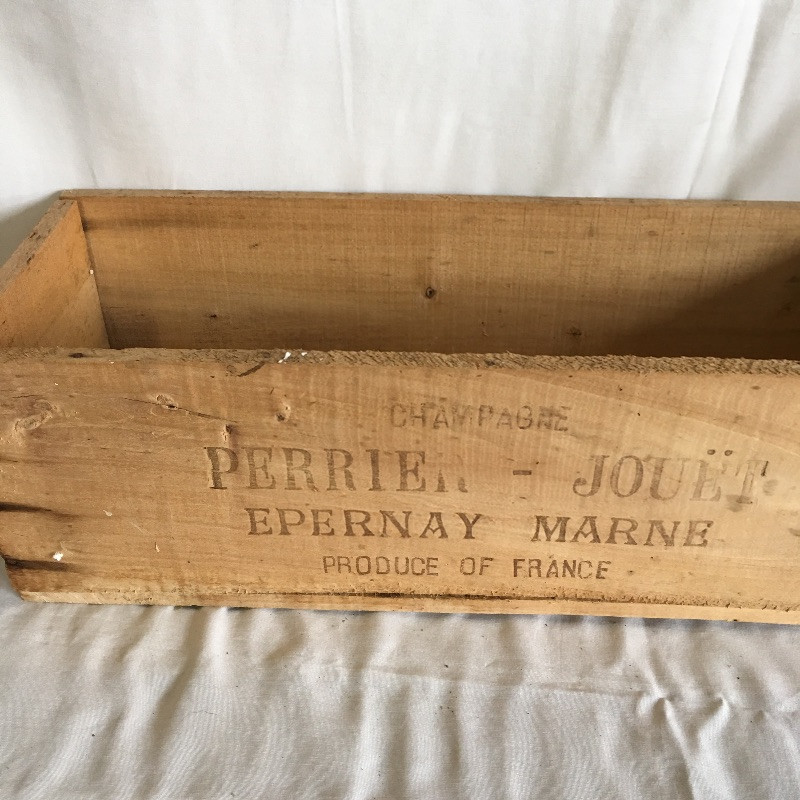 CHAMPAGNE
PERRIER - JOUËT
EPERNAY MARNE
PRODUCE OF FRANCE